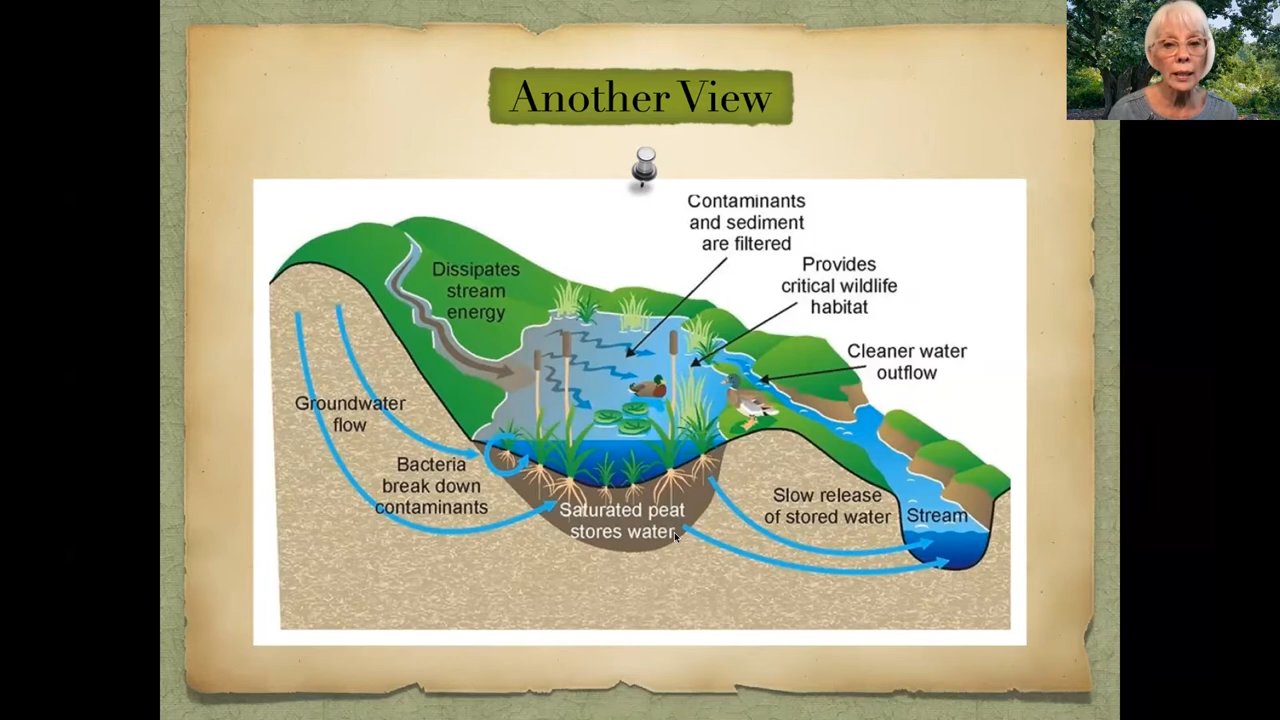 Another View
Contaminants
and sediment
are filtered
Provides
critical wildlife
habitat
Dissipates
stream
energy
Cleaner water
outflow
Groundwater
flow
Bacteria
break down
contaminants
Saturated peat
stores water
Slow release
of stored water
Stream